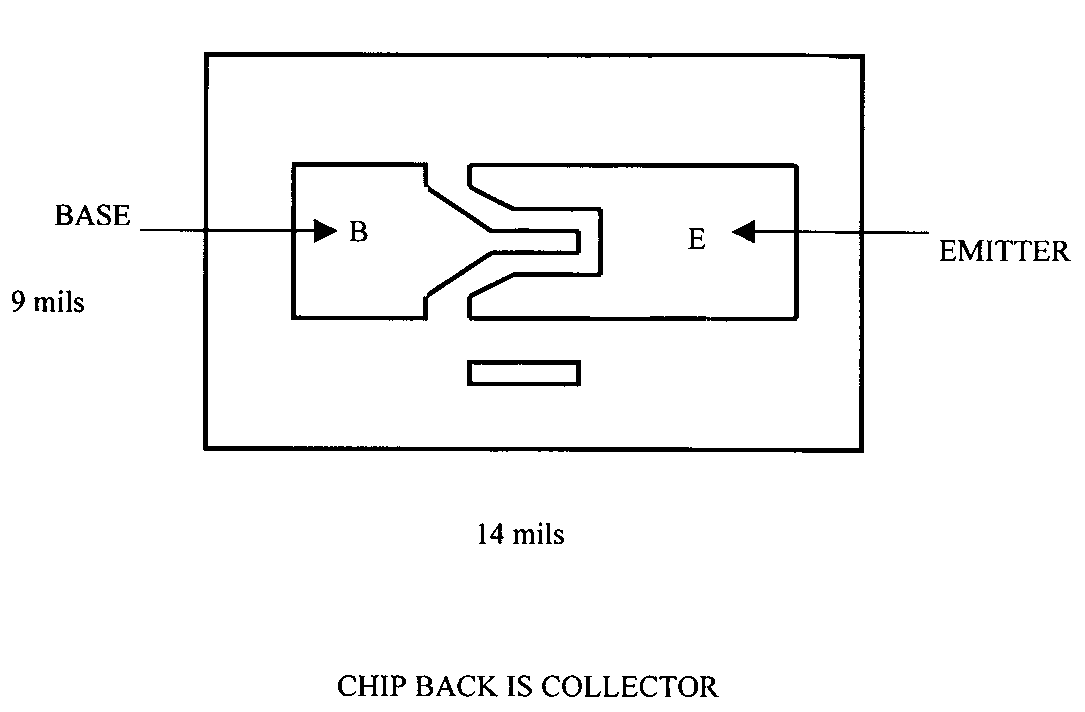 BASE
B
E
EMITTER
9 mils
14 mils
CHIP BACK IS COLLECTOR